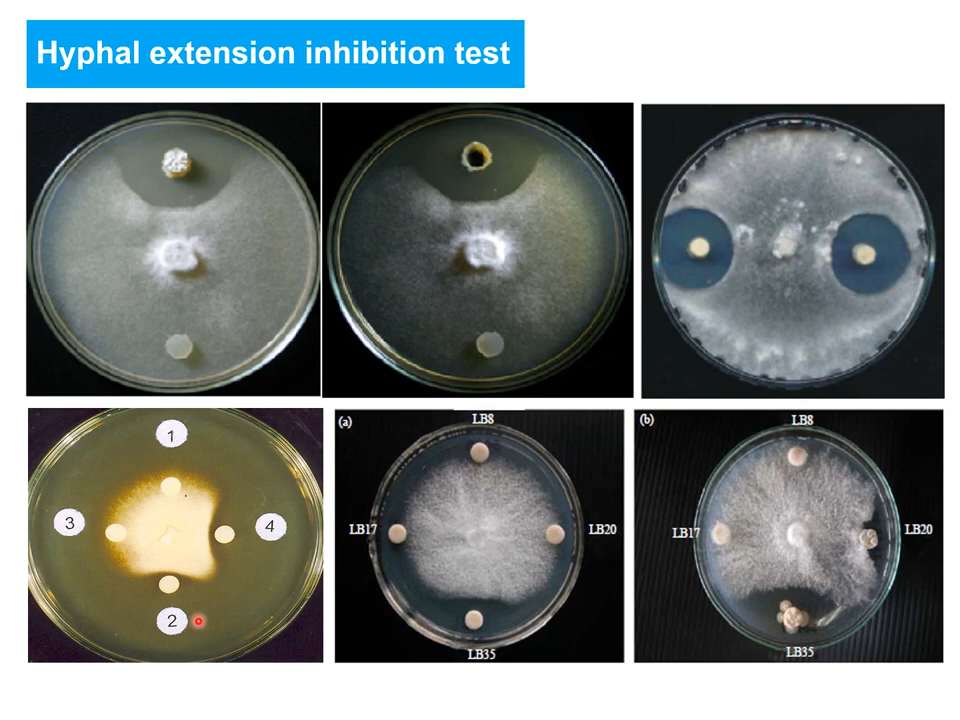 Hyphal extension inhibition test
1
3
4
2
(a)
LB8
LB17
LB20
LB35
(b)
LB8
LB17
LB20
LB35